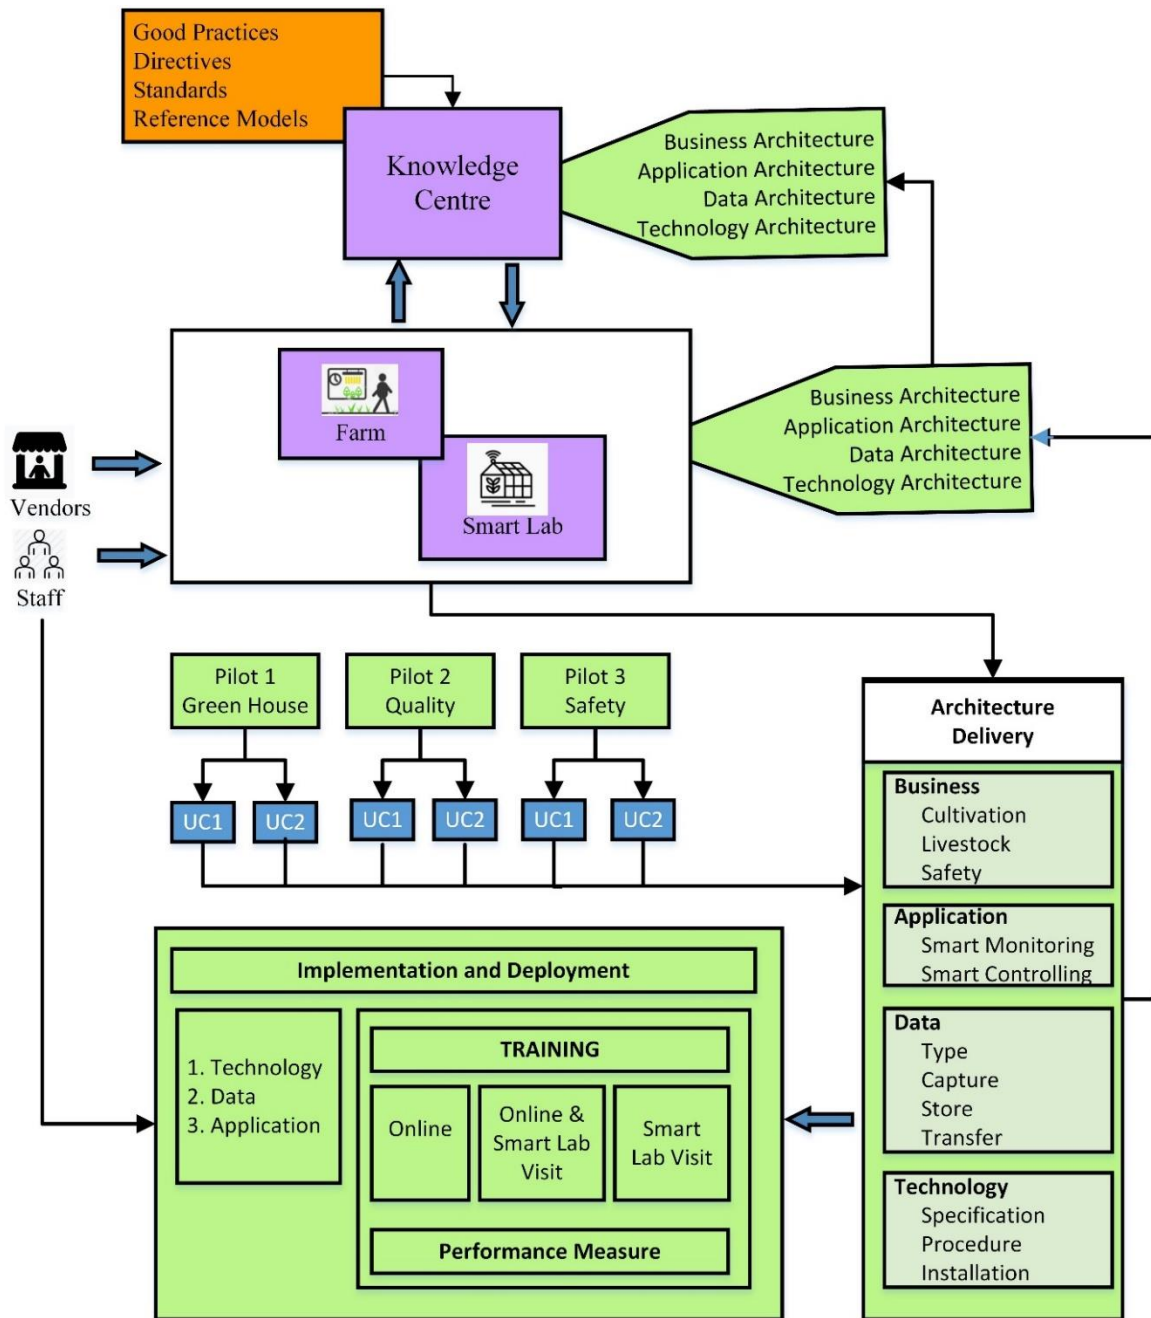 Good Practices
Directives
Standards
Reference Models
Knowledge
Centre
Business Architecture
Application Architecture
Data Architecture
Technology Architecture
Farm
Smart Lab
Business Architecture
Application Architecture
Data Architecture
Technology Architecture
Vendors
Staff
Pilot 1
Green House
Pilot 2
Quality
Pilot 3
Safety
UC1
UC2
UC1
UC2
UC1
UC2
Architecture
Delivery
Business
Cultivation
Livestock
Safety
Application
Smart Monitoring
Smart Controlling
Data
Type
Capture
Store
Transfer
Technology
Specification
Procedure
Installation
Implementation and Deployment
1. Technology
2. Data
3. Application
TRAINING
Online
Online &
Smart Lab
Visit
Smart
Lab Visit
Performance Measure